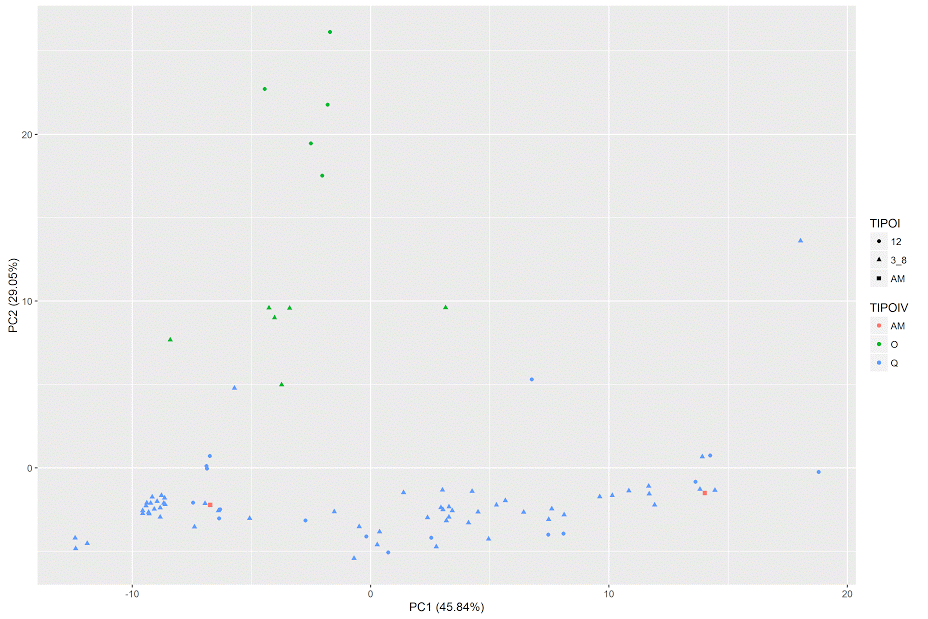 20
10
0
-10
0
10
20
PC2 (29.05%)
PC1 (45.84%)
TIPOI
12
3_8
AM
TIPOIV
AM
O
Q